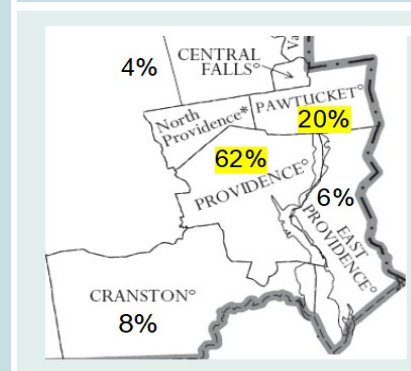 4%
CENTRAL
FALLS°
North
Providence*
PAWTUCKET°
20%
62%
PROVIDENCE°
6%
EAST
PROVIDENCE°
CRANSTON°
8%